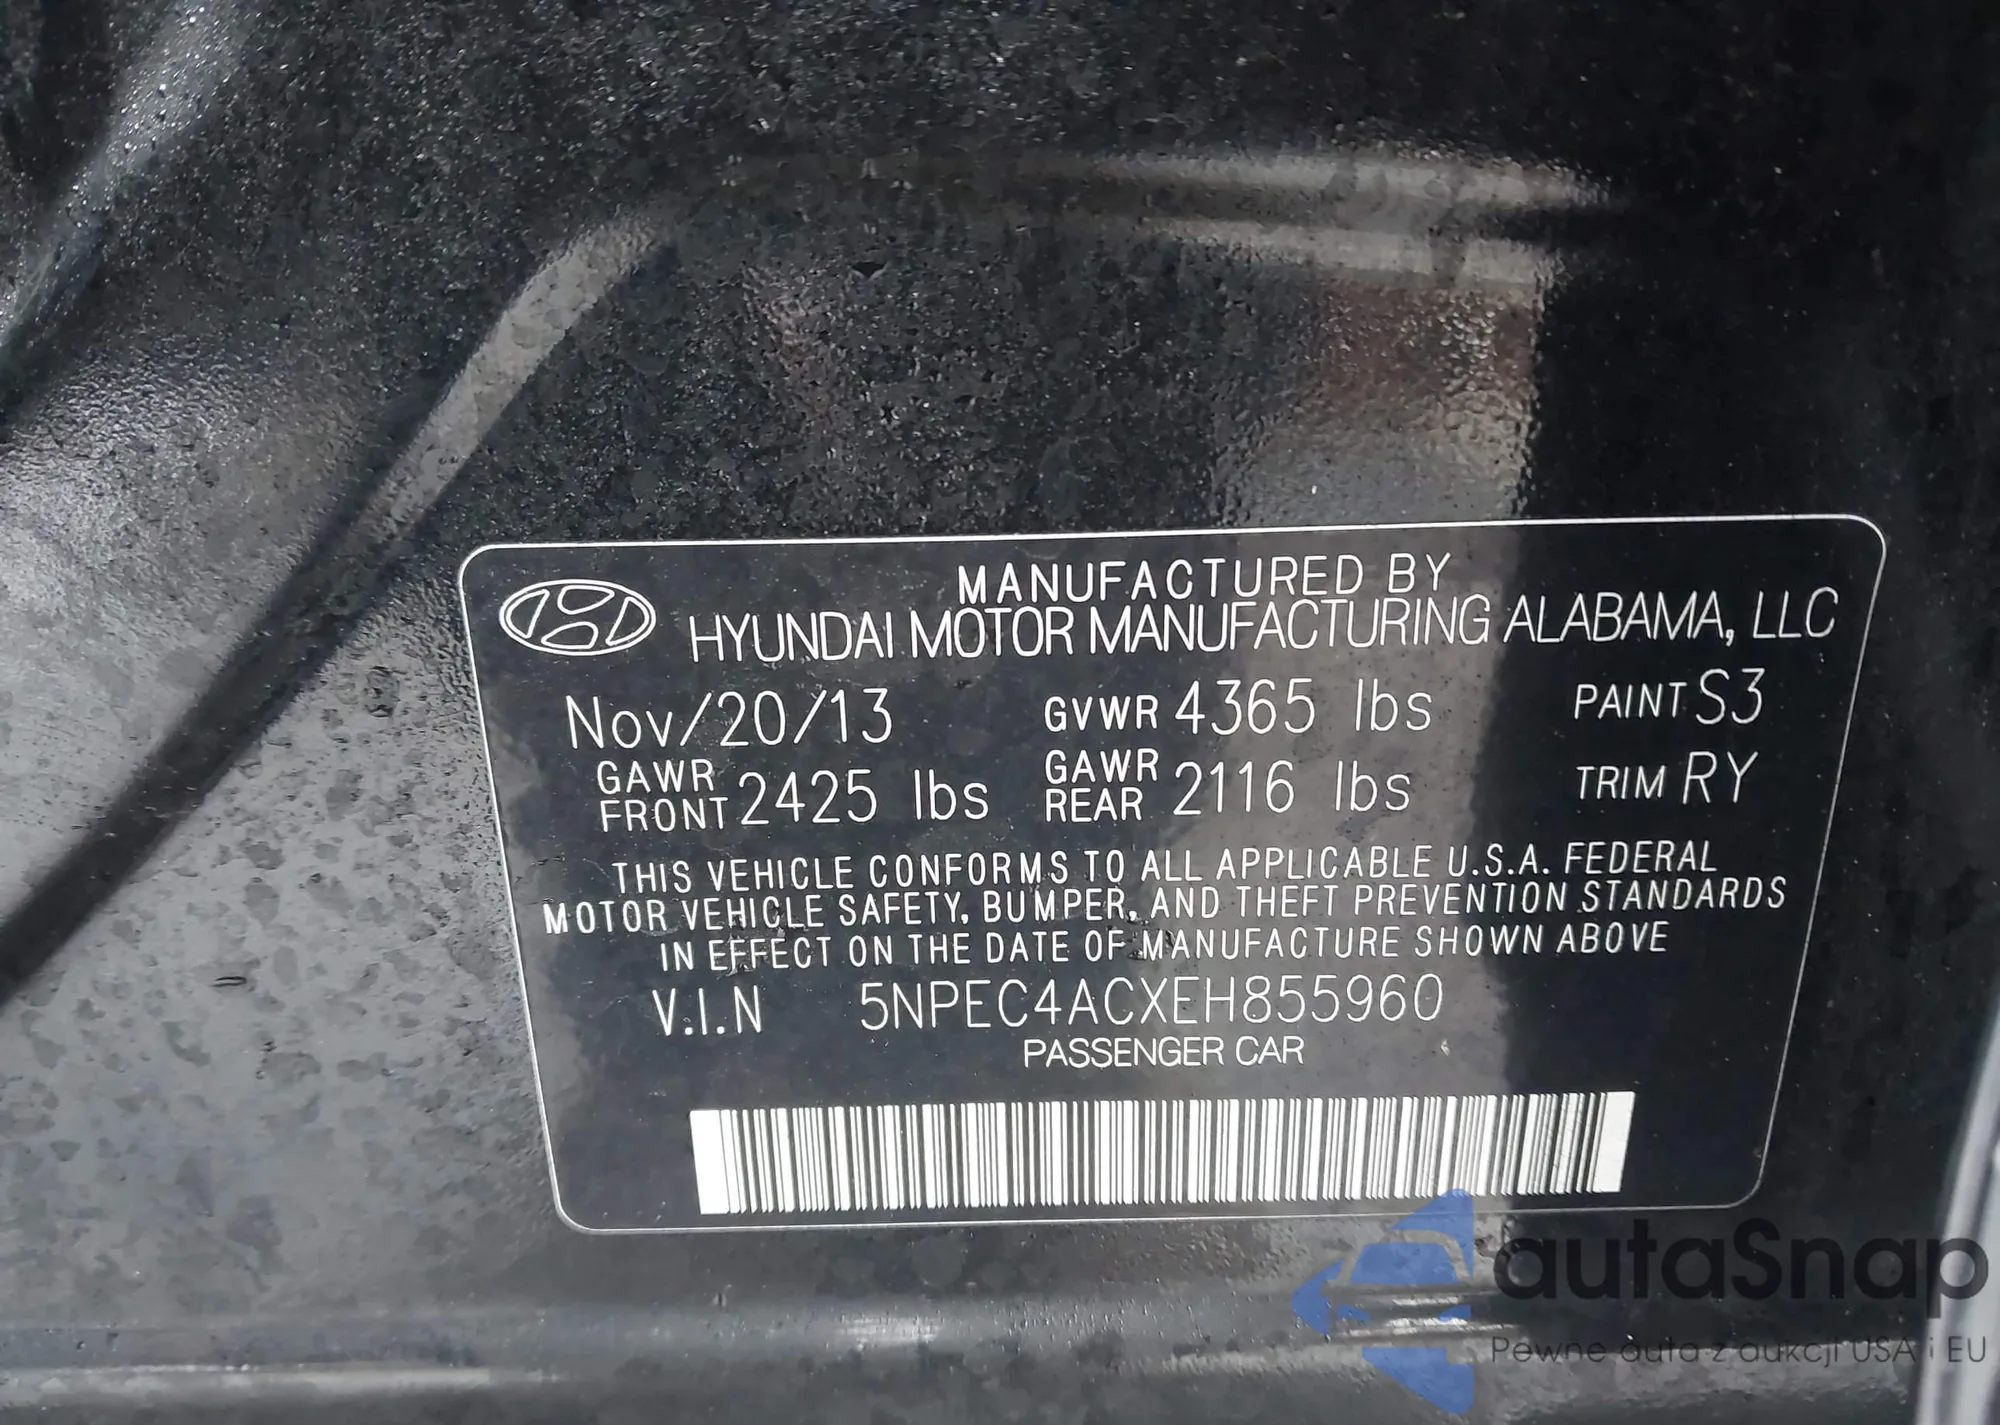 MANUFACTURED BY
HYUNDAI MOTOR MANUFACTURING ALABAMA, LLC
Nov/20/13 GVWR 4365 lbs PAINT S3
GAWR FRONT 2425 lbs GAWR REAR 2116 lbs TRIM RY
THIS VEHICLE CONFORMS TO ALL APPLICABLE U.S.A. FEDERAL
MOTOR VEHICLE SAFETY, BUMPER, AND THEFT PREVENTION STANDARDS
IN EFFECT ON THE DATE OF MANUFACTURE SHOWN ABOVE
V.I.N 5NPEC4ACXEH855960
PASSENGER CAR
autaSnap
Pewne auta z aukcji USA i EU